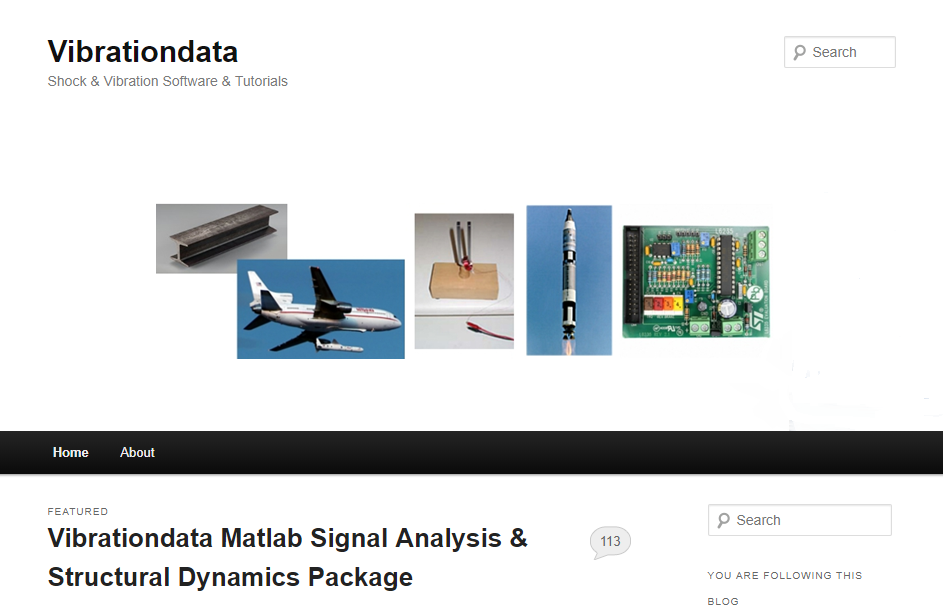 Vibrationdata
Shock & Vibration Software & Tutorials
Search
Home
About
FEATURED
Vibrationdata Matlab Signal Analysis &
Structural Dynamics Package
113
Search
YOU ARE FOLLOWING THIS
BLOG